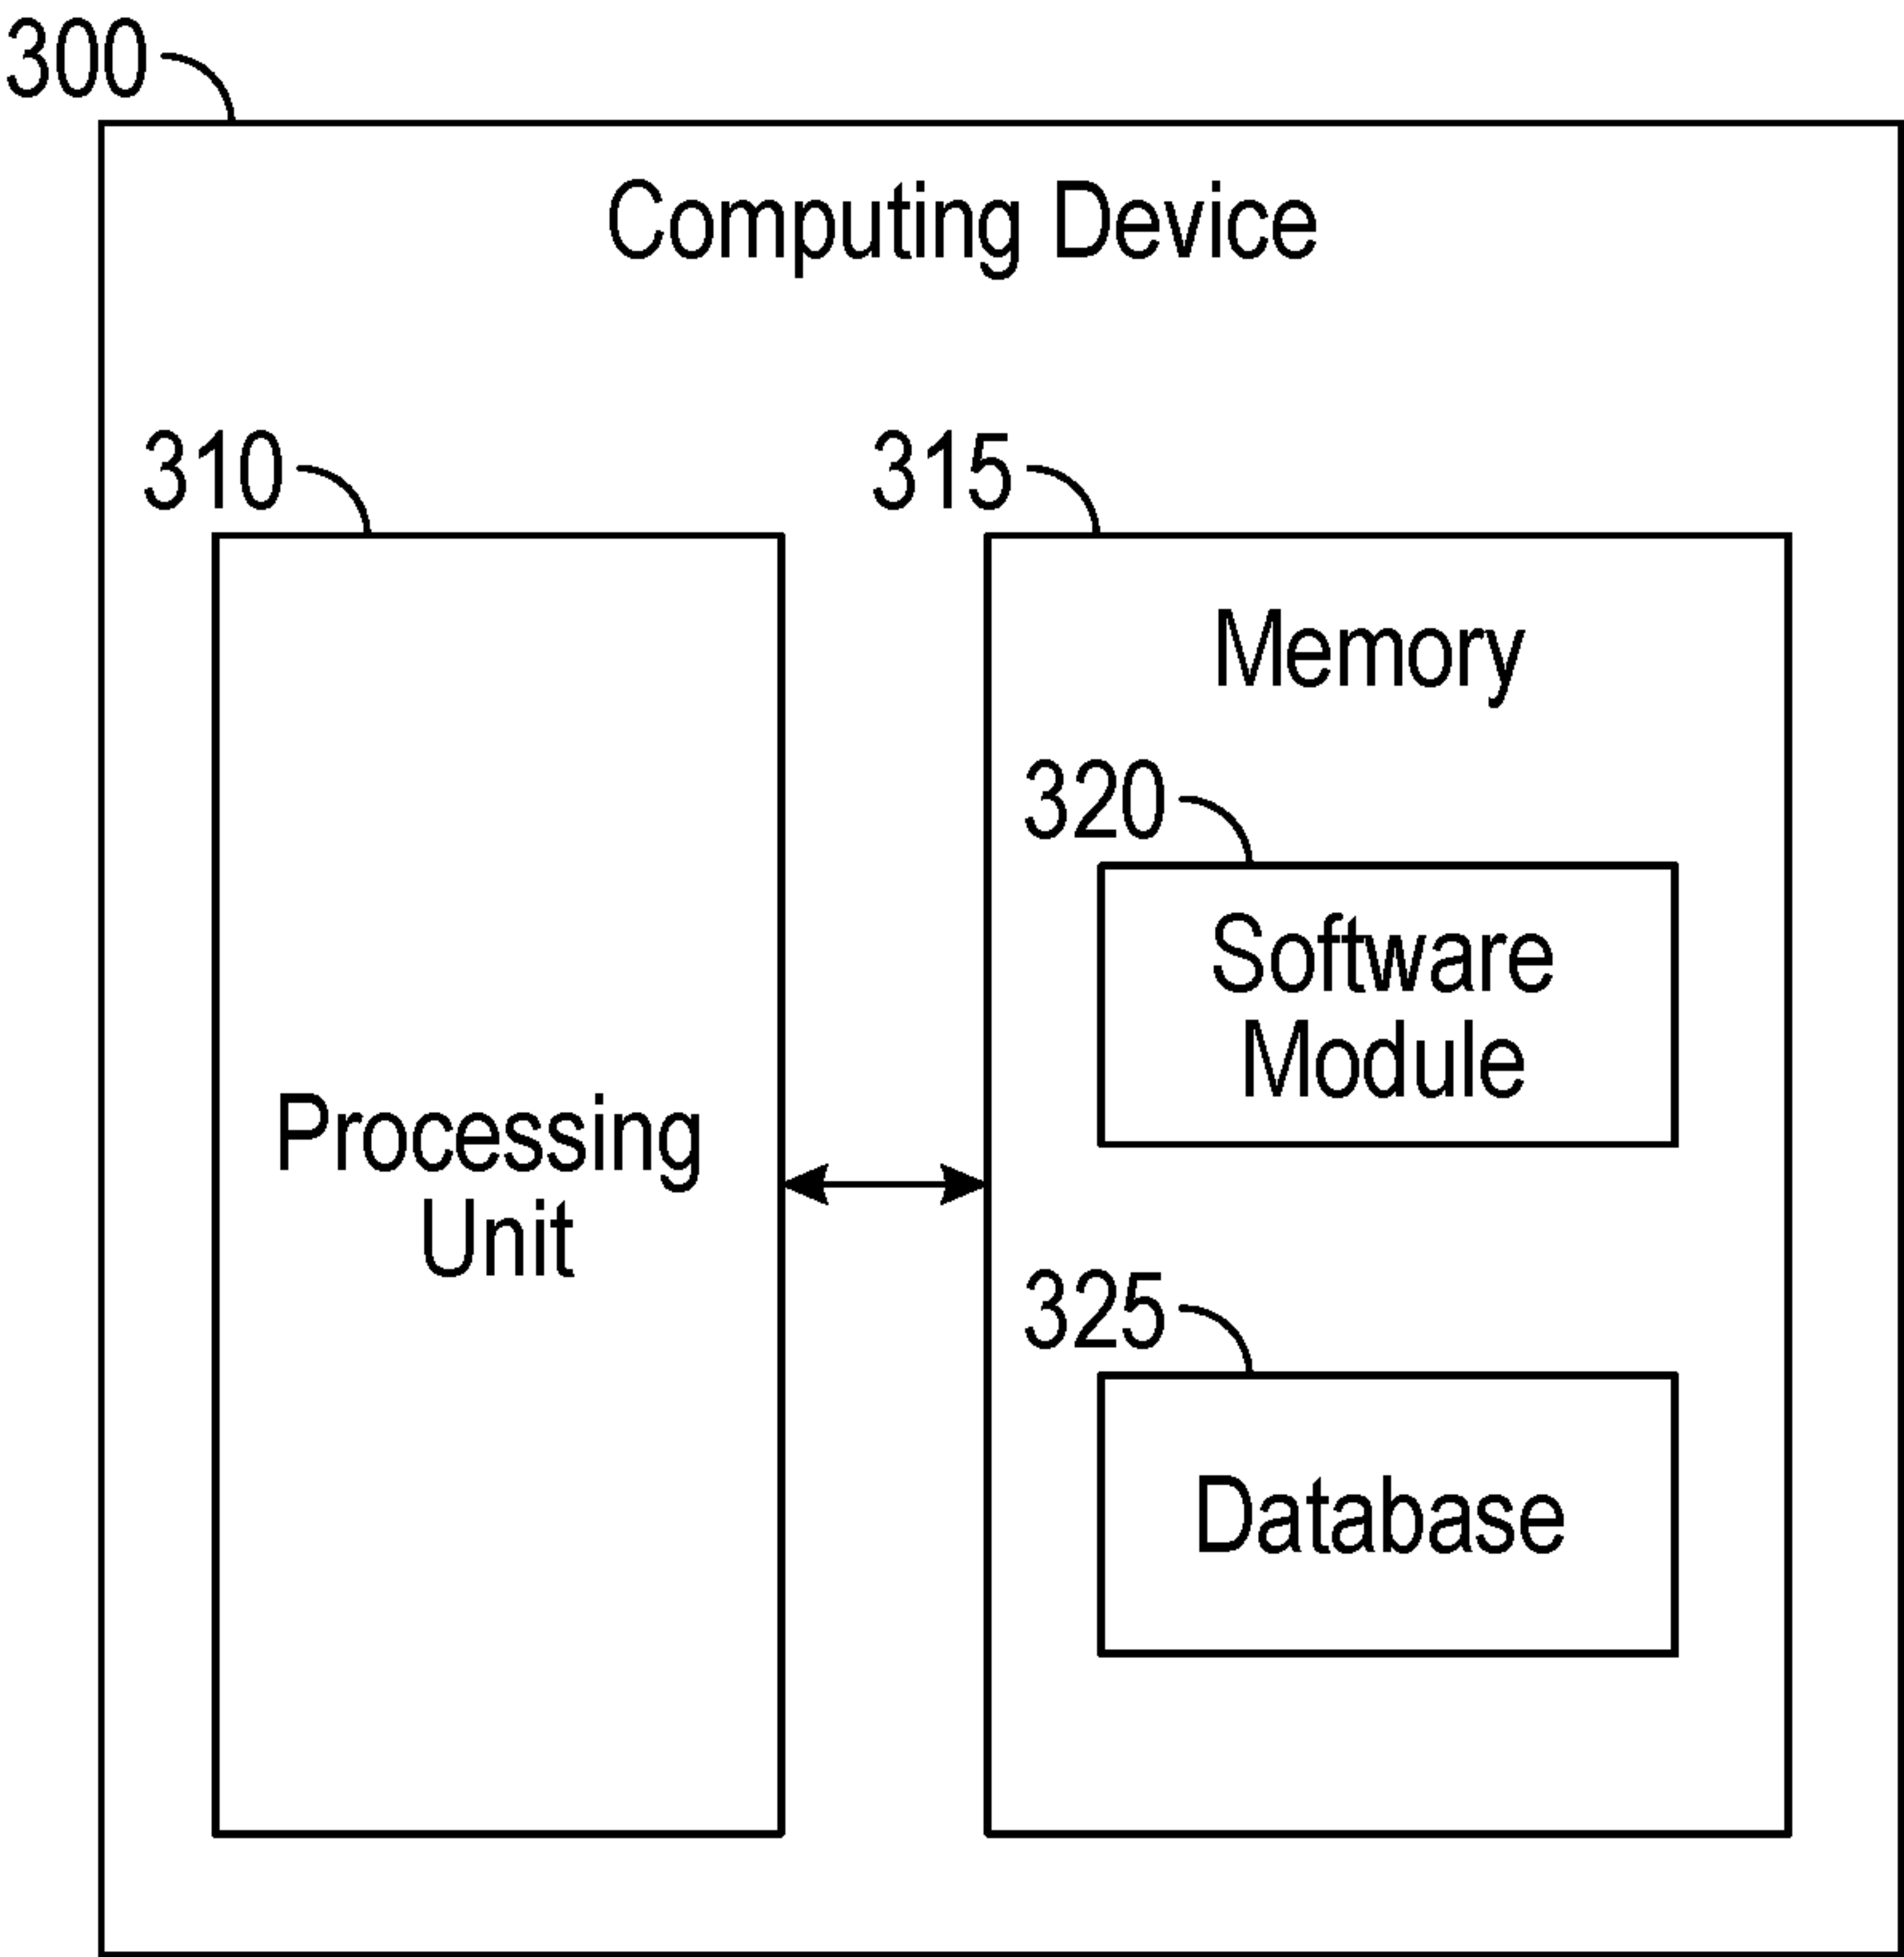 300
Computing Device
310
315
Memory
320
Software
Module
Processing
Unit
325
Database